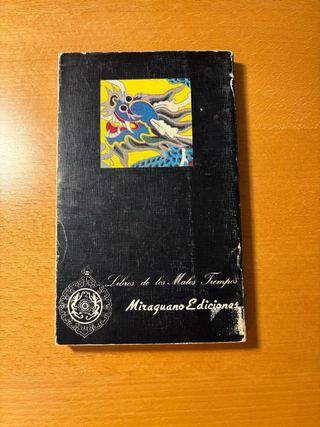 Libros de los Malos Tiempos
Miraguano Ediciones